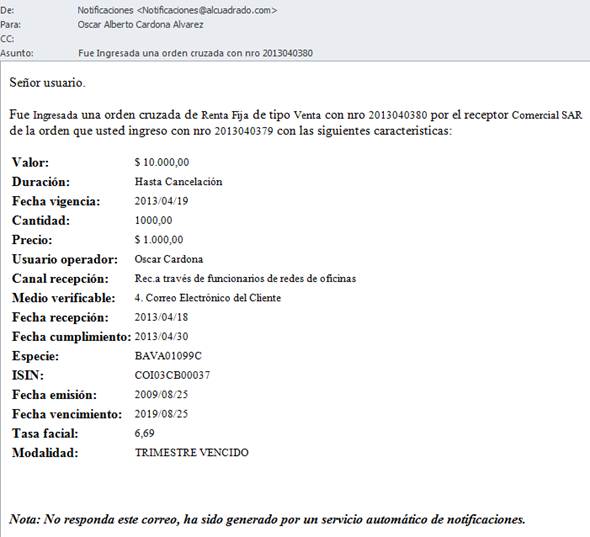 De: Notificaciones <Notificaciones@alcuadrado.com>
Para: Oscar Alberto Cardona Alvarez
CC:
Asunto: Fue Ingresada una orden cruzada con nro 2013040380
Señor usuario.
Fue Ingresada una orden cruzada de Renta Fija de tipo Venta con nro 2013040380 por el receptor Comercial SAR
de la orden que usted ingreso con nro 2013040379 con las siguientes caracteristicas:
Valor: $ 10.000,00
Duración: Hasta Cancelación
Fecha vigencia: 2013/04/19
Cantidad: 1000,00
Precio: $ 1.000,00
Usuario operador: Oscar Cardona
Canal recepción: Rec.a través de funcionarios de redes de oficinas
Medio verificable: 4. Correo Electrónico del Cliente
Fecha recepción: 2013/04/18
Fecha cumplimiento: 2013/04/30
Especie: BAVA01099C
ISIN: COI03CB00037
Fecha emisión: 2009/08/25
Fecha vencimiento: 2019/08/25
Tasa facial: 6,69
Modalidad: TRIMESTRE VENCIDO
Nota: No responda este correo, ha sido generado por un servicio automático de notificaciones.